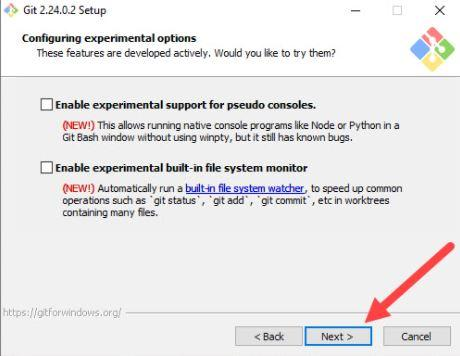 Git 2.24.0.2 Setup
Configuring experimental options
These features are developed actively. Would you like to try them?
Enable experimental support for pseudo consoles.
(NEW!) This allows running native console programs like Node or Python in a
Git Bash window without using winpty, but it still has known bugs.
Enable experimental built-in file system monitor
(NEW!) Automatically run a built-in file system watcher, to speed up common
operations such as `git status`, `git add`, `git commit`, etc in worktrees
containing many files.
https://gitforwindows.org/
< Back
Next >
Cancel